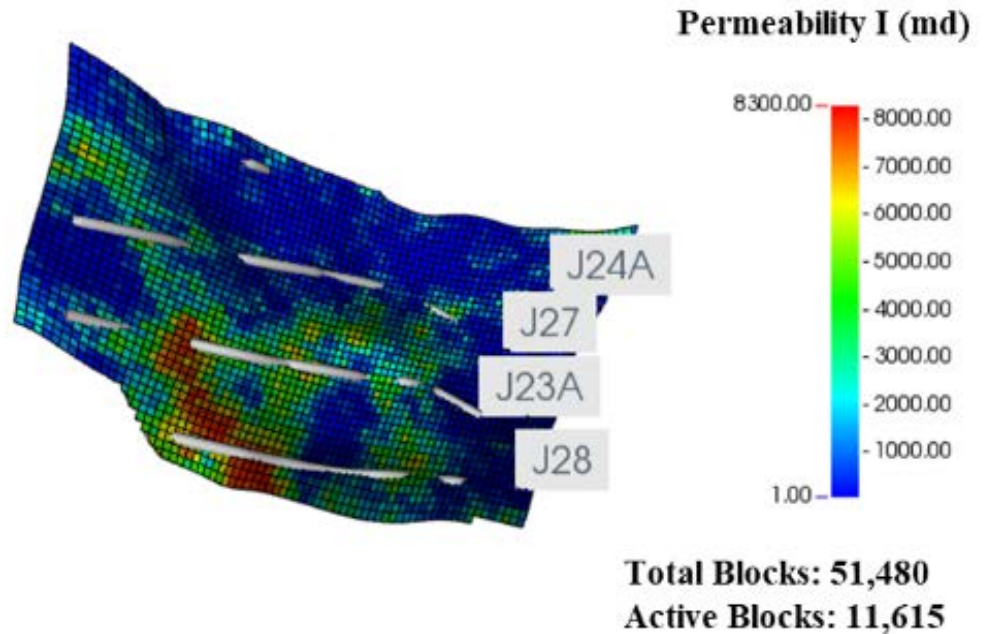 Permeability I (md)
8300.00
8000.00
7000.00
6000.00
5000.00
4000.00
3000.00
2000.00
1000.00
1.00
J24A
J27
J23A
J28
Total Blocks: 51,480
Active Blocks: 11,615